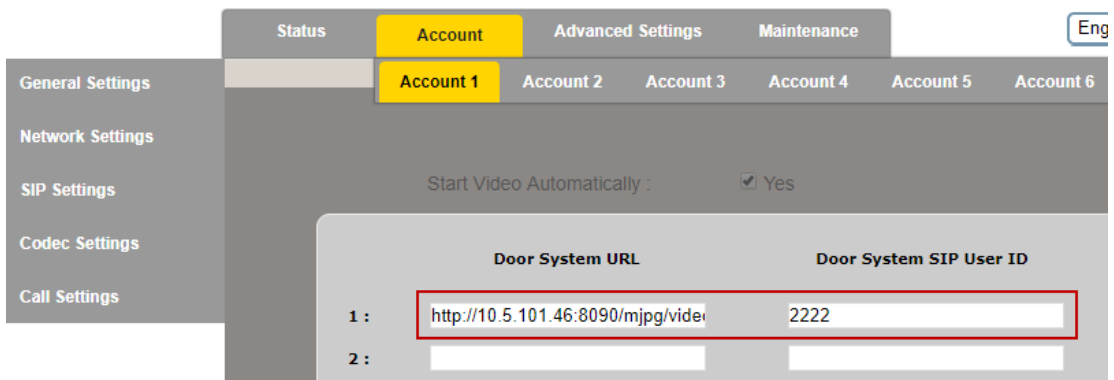 Status Account Advanced Settings Maintenance Eng
General Settings Account 1 Account 2 Account 3 Account 4 Account 5 Account 6
Network Settings
SIP Settings Start Video Automatically : Yes
Codec Settings
Door System URL Door System SIP User ID
Call Settings
1 : http://10.5.101.46:8090/mjpg/video 2222
2 :